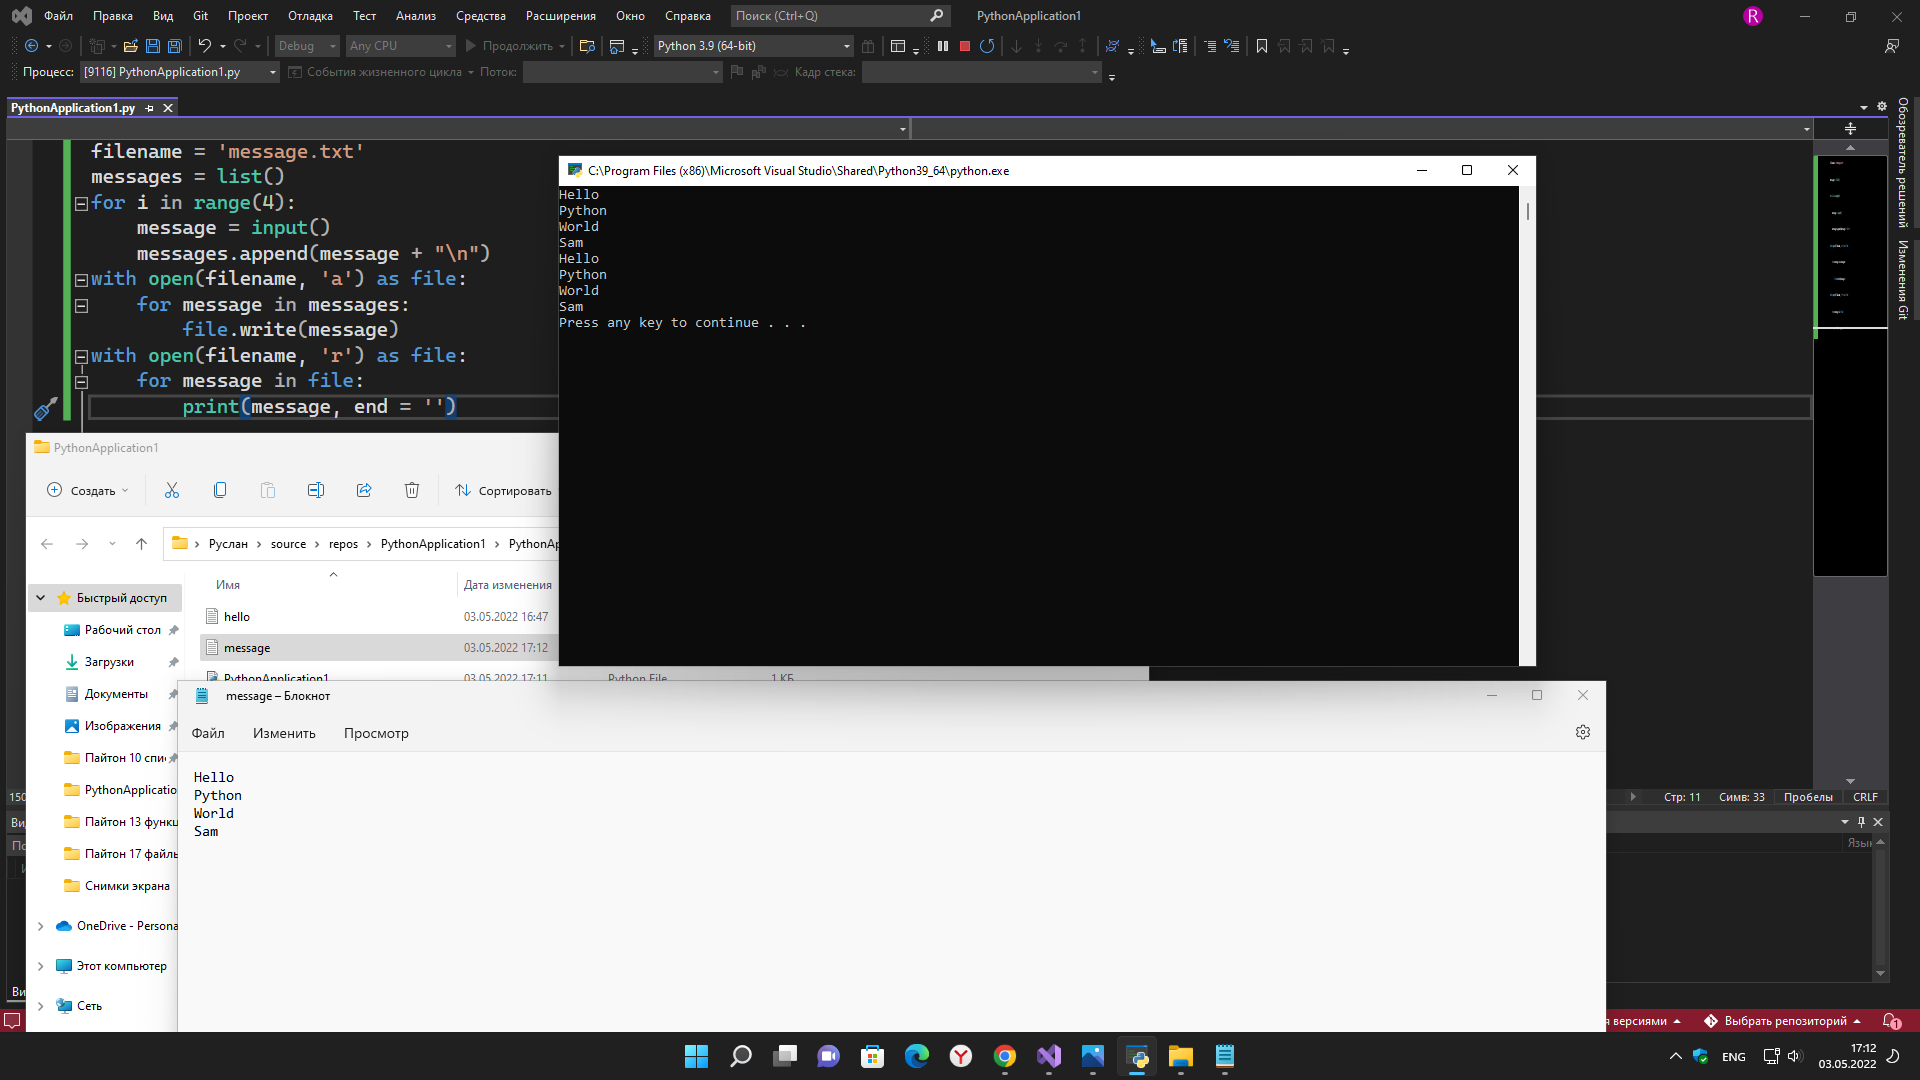 Файл Правка Вид Git Проект Отладка Тест Анализ Средства Расширения Окно Справка Поиск (Ctrl+Q) PythonApplication1 R
Debug Any CPU Продолжить Python 3.9 (64-bit)
Процесс: [9116] PythonApplication1.py События жизненного цикла Поток: Кадр стека:
PythonApplication1.py
filename = 'message.txt'
messages = list()
for i in range(4):
message = input()
messages.append(message + "\n")
with open(filename, 'a') as file:
for message in messages:
file.write(message)
with open(filename, 'r') as file:
for message in file:
print(message, end = '')
C:\Program Files (x86)\Microsoft Visual Studio\Shared\Python39_64\python.exe
Hello
Python
World
Sam
Hello
Python
World
Sam
Press any key to continue . . .
Обозреватель решений
Изменения Git
PythonApplication1
Создать Сортировать
Руслан › source › repos › PythonApplication1 › PythonAp
Имя Дата изменения
hello 03.05.2022 16:47
message 03.05.2022 17:12
PythonApplication1 03.05.2022 17:11 Python File 1 КБ
Быстрый доступ
Рабочий стол
Загрузки
Документы
Изображения
Пайтон 10 спи
PythonApplicatio
Пайтон 13 функц
Пайтон 17 файль
Снимки экрана
OneDrive - Persona
Этот компьютер
Сеть
message – Блокнот
Файл Изменить Просмотр
Hello
Python
World
Sam
150
Стр: 11 Симв: 33 Пробелы CRLF
Ви
По
Язык
Ви
я версиями Выбрать репозиторий 1
ENG 17:12
03.05.2022